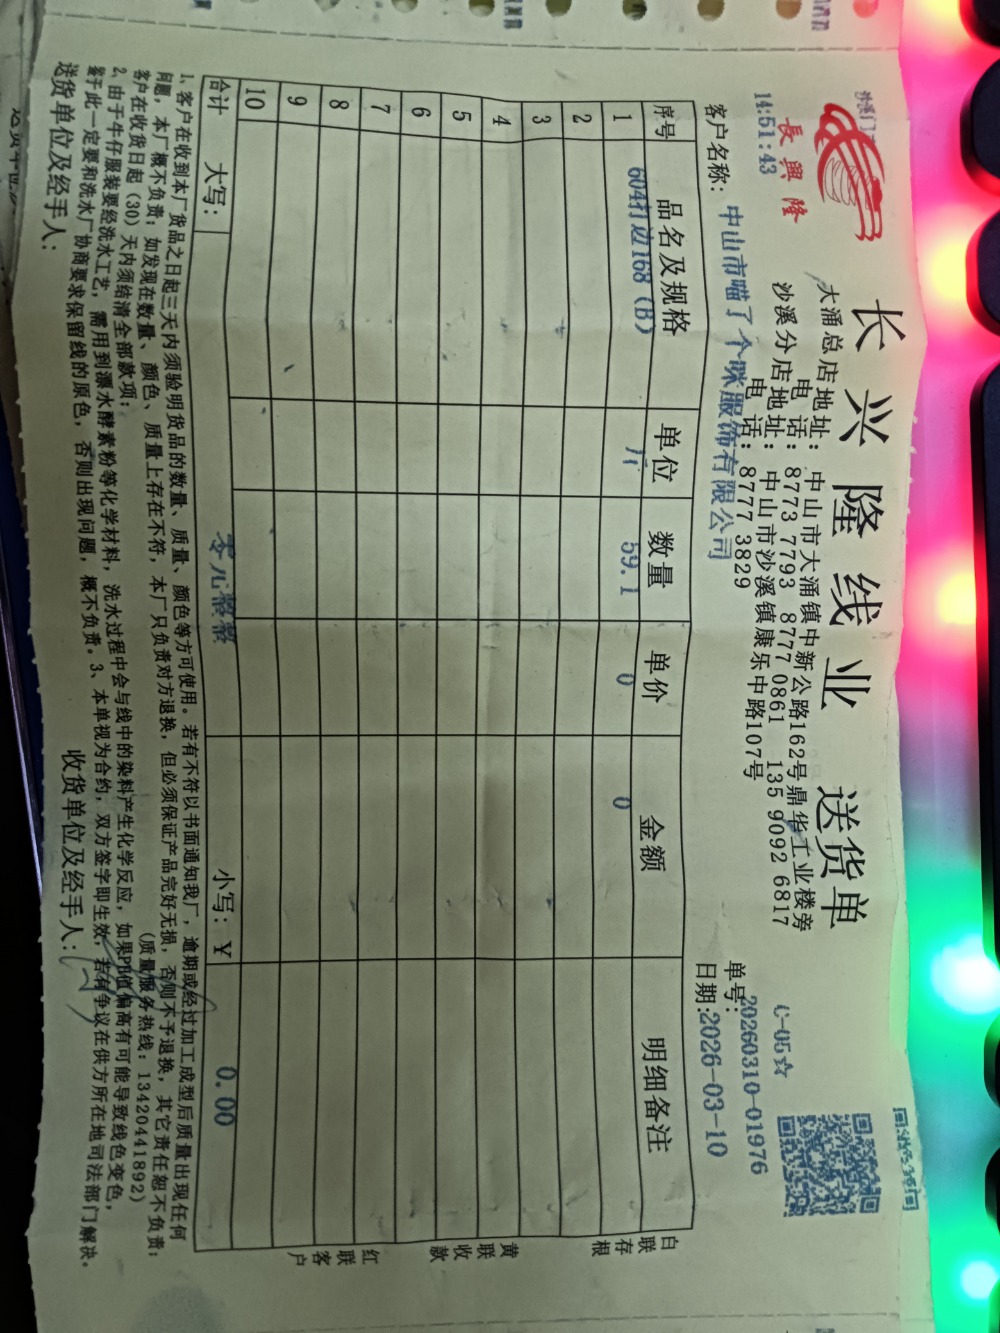 长兴隆线业 送货单
長興隆
14:51:43
大涌总店地址：中山市大涌镇中新公路162号鼎华工业楼旁
电 话：8773 7793 8777 0861 135 9092 6817
沙溪分店地址：中山市沙溪镇康乐中路107号
电 话：8777 3829
C-05☆
单号：20260310-01976
客户名称：中山市喵了个咪服饰有限公司
日期：2026-03-10
序号 品名及规格 单位 数量 单价 金额 明细备注
1 604打边168（B） 斤 59.1 0 0
2
3
4
5
6
7
8
9
10
合计 大写： 零元整整 小写：￥ 0.00
白联存根
黄联收款
红联客户
1、客户在收到本厂货品之日起三天内须验明货品的数量、质量、颜色等方可使用。若有不符以书面通知我厂，逾期或经过加工成型后质量出现任何
问题，本厂概不负责；如发现在数量、颜色、质量上存在不符，本厂只负责对方退换，但必须保证产品完好无损，否则不予退换，其它责任恕不负责；
客户在收货日起（30）天内须结清全部款项； （质量服务热线：13420441892）
2、由于牛仔服装要经洗水工艺，需用到漂水酵素粉等化学材料，洗水过程中会与线中的染料产生化学反应，如果PH值偏高有可能导致线色变色，
鉴于此一定要和洗水厂协商要求保留线的原色，否则出现问题，概不负责。3、本单视为合约，双方签字即生效，若有争议在供方所在地司法部门解决。
送货单位及经手人： 收货单位及经手人：